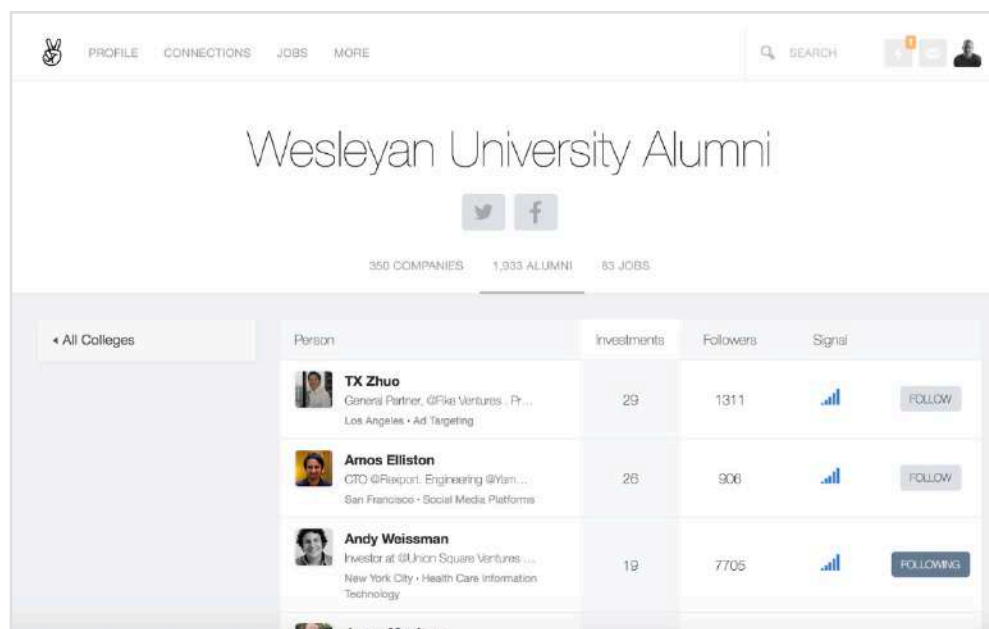 PROFILE CONNECTIONS JOBS MORE SEARCH 1
Wesleyan University Alumni
350 COMPANIES 1,933 ALUMNI 83 JOBS
All Colleges
Person Investments Followers Signal
TX Zhuo
General Partner, @Fika Ventures . Pr...
Los Angeles • Ad Targeting
29 1311 FOLLOW
Amos Elliston
CTO @Flexport. Engineering @Yam...
San Francisco • Social Media Platforms
26 906 FOLLOW
Andy Weissman
Investor at @Union Square Ventures ...
New York City • Health Care Information
Technology
19 7705 FOLLOWING